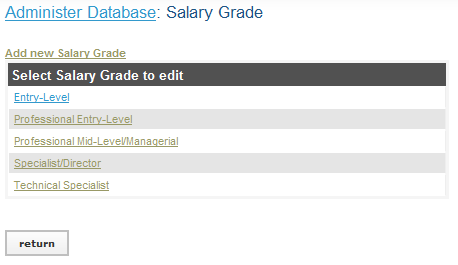 Administer Database: Salary Grade
Add new Salary Grade
Select Salary Grade to edit
Entry-Level
Professional Entry-Level
Professional Mid-Level/Managerial
Specialist/Director
Technical Specialist
return